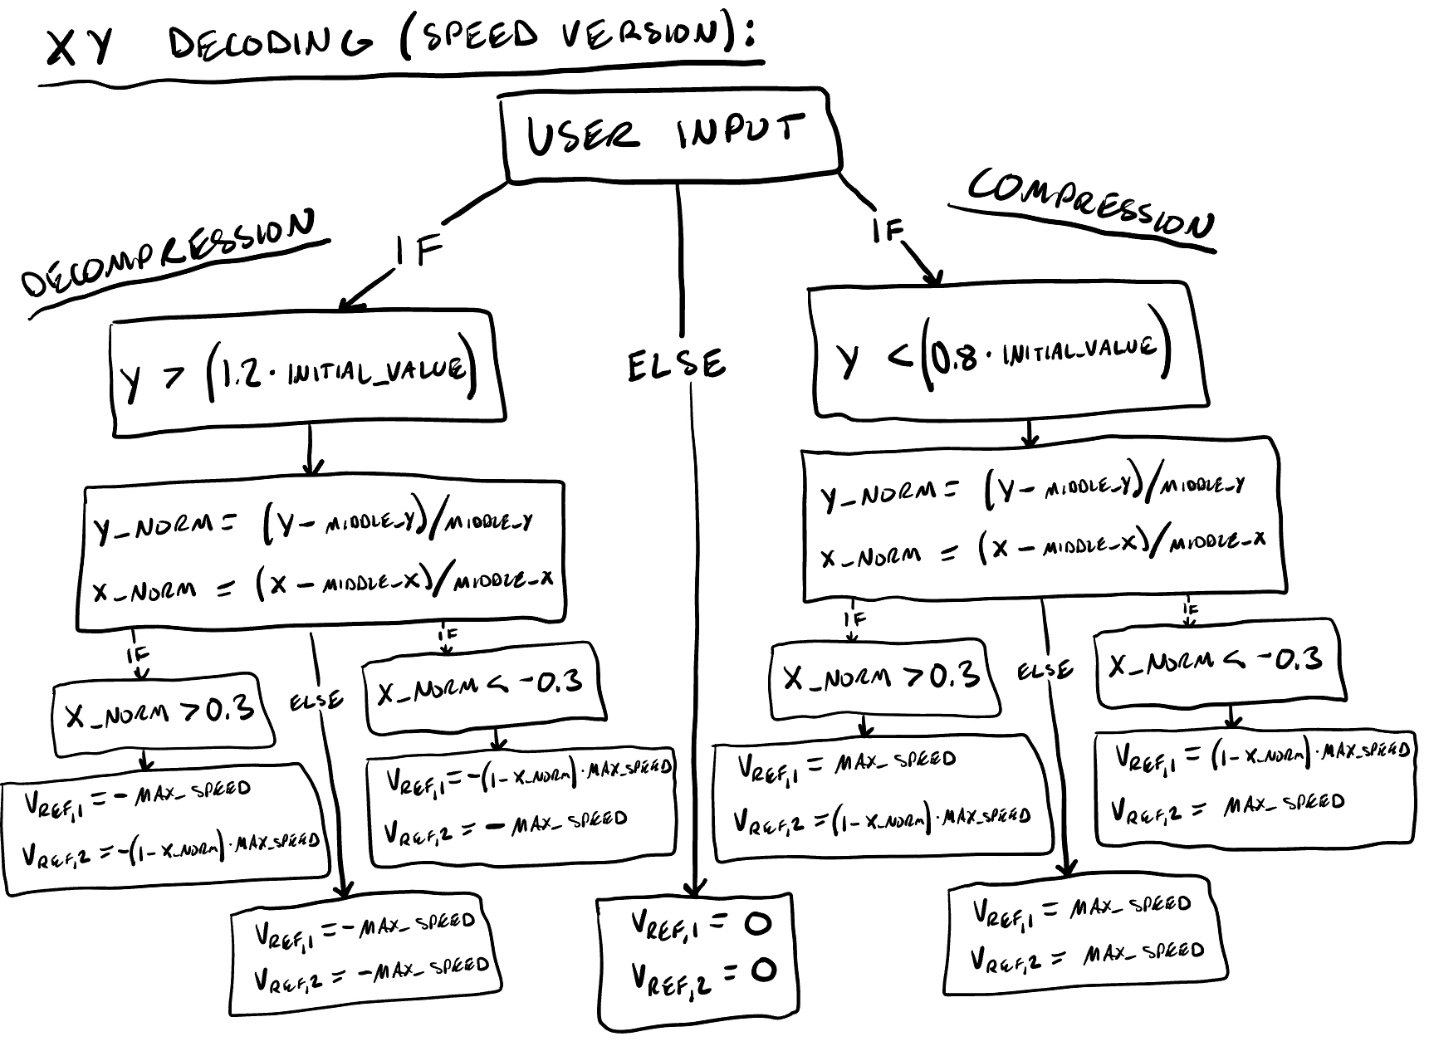 XY DECODING (SPEED VERSION):
USER INPUT
DECOMPRESSION
IF
ELSE
IF
COMPRESSION
Y > (1.2 · INITIAL_VALUE)
Y < (0.8 · INITIAL_VALUE)
Y_NORM = (Y - MIDDLE_Y)/MIDDLE_Y
X_NORM = (X - MIDDLE_X)/MIDDLE_X
Y_NORM = (Y - MIDDLE_Y)/MIDDLE_Y
X_NORM = (X - MIDDLE_X)/MIDDLE_X
IF
ELSE
IF
IF
ELSE
IF
X_NORM > 0.3
X_NORM < -0.3
X_NORM > 0.3
X_NORM < -0.3
VREF,1 = - MAX_SPEED
VREF,2 = -(1 - X_NORM) · MAX_SPEED
VREF,1 = -(1 - X_NORM) · MAX_SPEED
VREF,2 = - MAX_SPEED
VREF,1 = MAX_SPEED
VREF,2 = (1 - X_NORM) · MAX_SPEED
VREF,1 = (1 - X_NORM) · MAX_SPEED
VREF,2 = MAX_SPEED
VREF,1 = - MAX_SPEED
VREF,2 = - MAX_SPEED
VREF,1 = 0
VREF,2 = 0
VREF,1 = MAX_SPEED
VREF,2 = MAX_SPEED